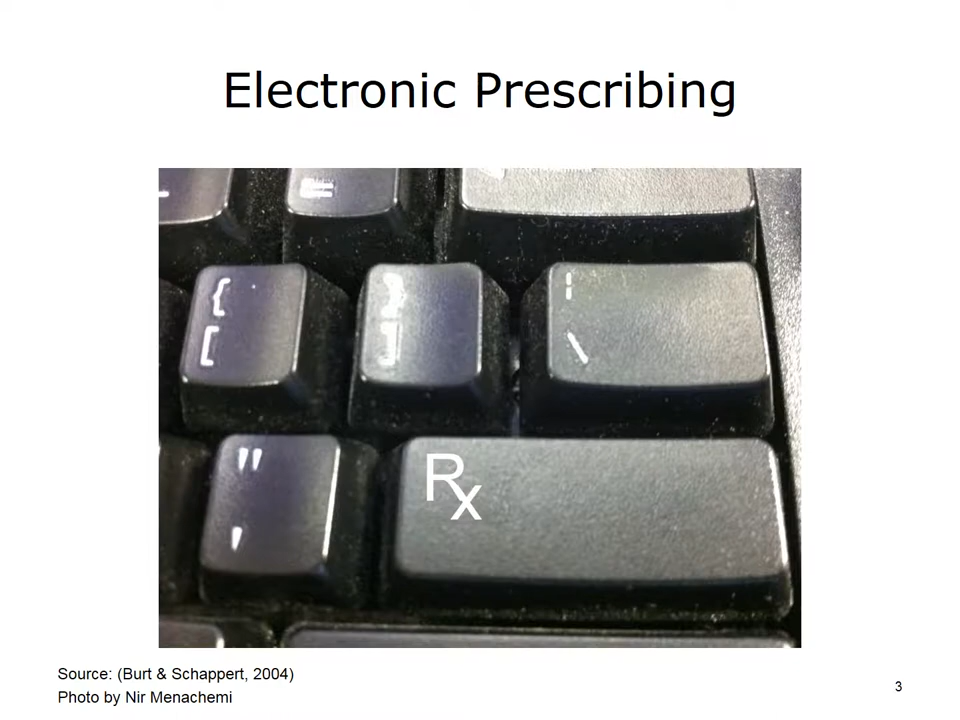 Electronic Prescribing
=
{
[
}
]
¦
\
"
'
Rx
Source: (Burt & Schappert, 2004)
Photo by Nir Menachemi
3